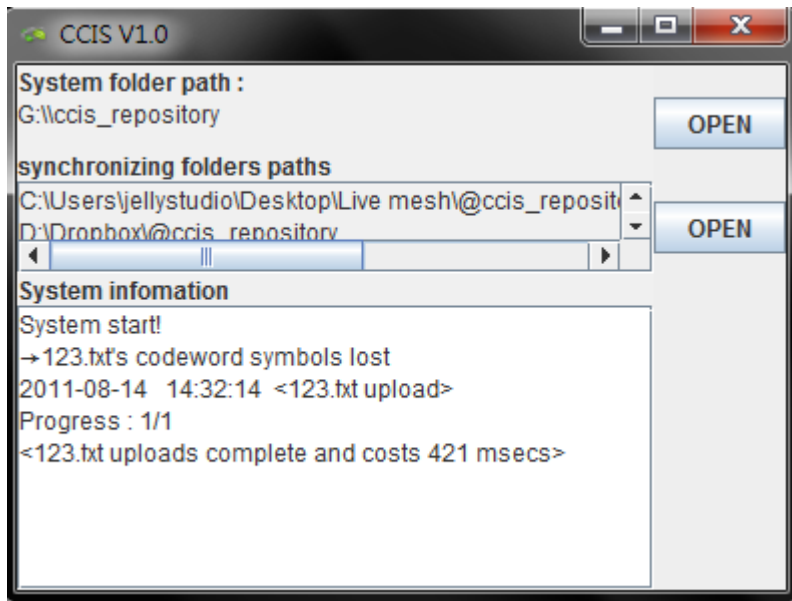 CCIS V1.0
System folder path :
G:\\ccis_repository
OPEN
synchronizing folders paths
C:\Users\jellystudio\Desktop\Live mesh\@ccis_reposit
D:\Dropbox\@ccis_repository
OPEN
System infomation
System start!
→123.txt's codeword symbols lost
2011-08-14 14:32:14 <123.txt upload>
Progress : 1/1
<123.txt uploads complete and costs 421 msecs>